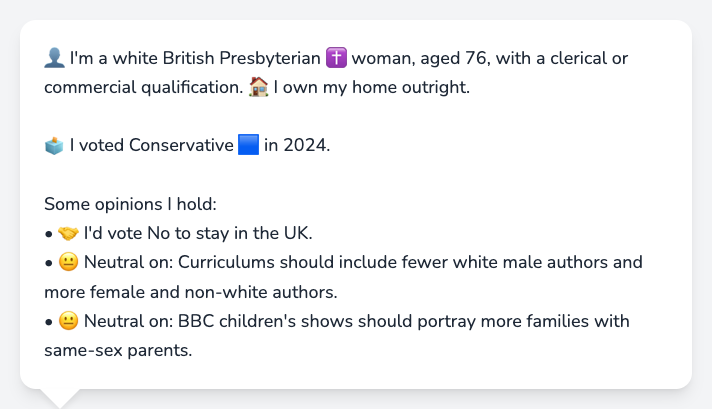 👤 I'm a white British Presbyterian ✝️ woman, aged 76, with a clerical or
commercial qualification. 🏠 I own my home outright.
🗳️ I voted Conservative 🟦 in 2024.
Some opinions I hold:
• 🤝 I'd vote No to stay in the UK.
• 😐 Neutral on: Curriculums should include fewer white male authors and
more female and non-white authors.
• 😐 Neutral on: BBC children's shows should portray more families with
same-sex parents.